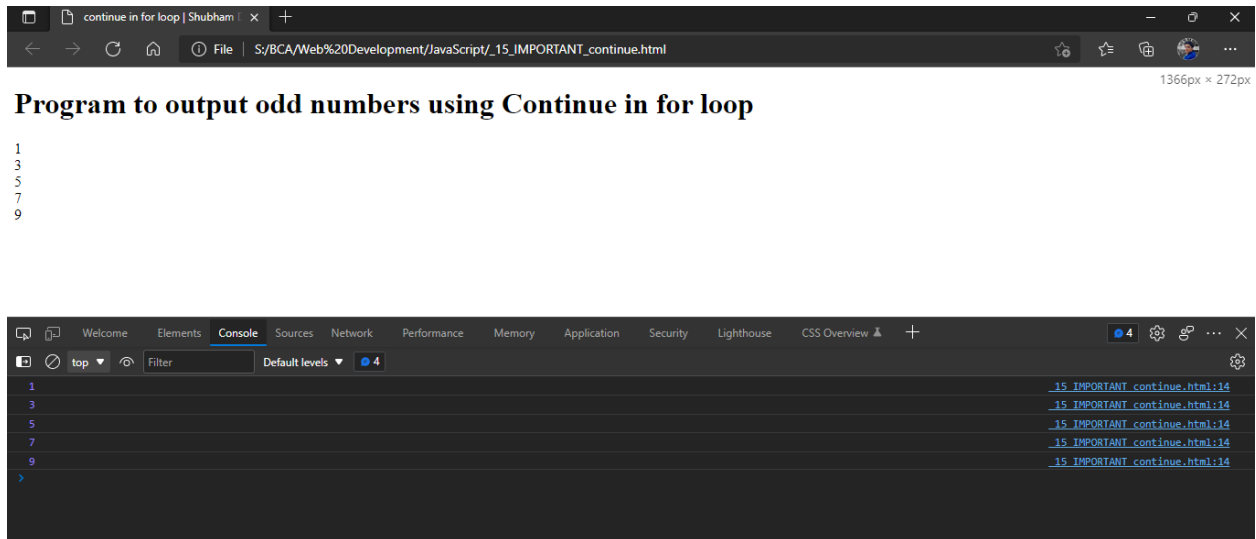 continue in for loop | Shubham
File S:/BCA/Web%20Development/JavaScript/_15_IMPORTANT_continue.html
1366px × 272px
Program to output odd numbers using Continue in for loop
1
3
5
7
9
Welcome Elements Console Sources Network Performance Memory Application Security Lighthouse CSS Overview 4
top Filter Default levels 4
1 _15_IMPORTANT_continue.html:14
3 _15_IMPORTANT_continue.html:14
5 _15_IMPORTANT_continue.html:14
7 _15_IMPORTANT_continue.html:14
9 _15_IMPORTANT_continue.html:14